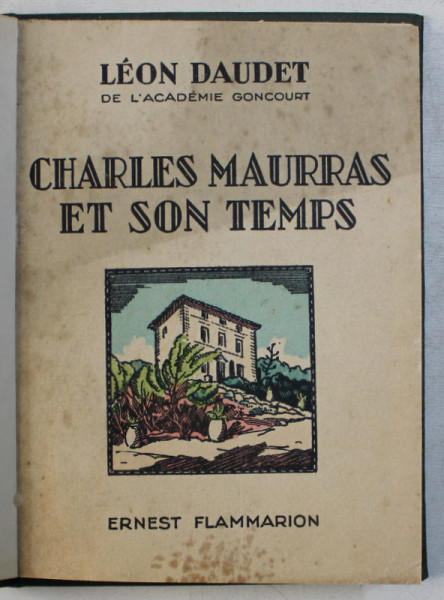 LÉON DAUDET
DE L'ACADÉMIE GONCOURT
CHARLES MAURRAS
ET SON TEMPS
ERNEST FLAMMARION